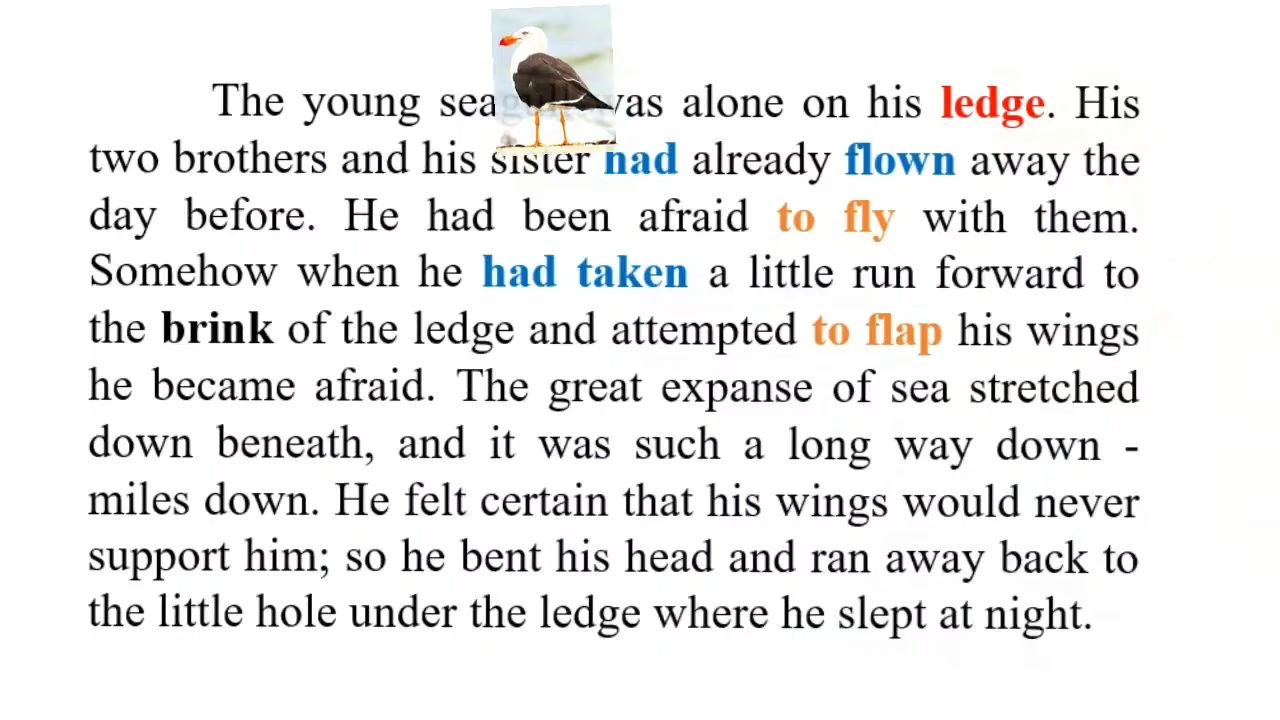 The young seagull was alone on his ledge. His
two brothers and his sister had already flown away the
day before. He had been afraid to fly with them.
Somehow when he had taken a little run forward to
the brink of the ledge and attempted to flap his wings
he became afraid. The great expanse of sea stretched
down beneath, and it was such a long way down -
miles down. He felt certain that his wings would never
support him; so he bent his head and ran away back to
the little hole under the ledge where he slept at night.